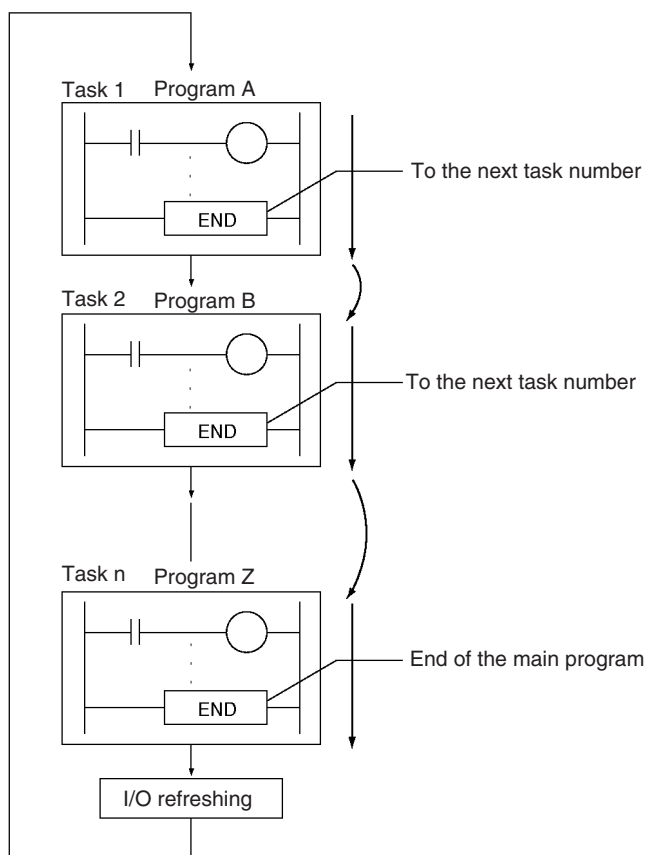 Task 1 Program A
END
To the next task number
Task 2 Program B
END
To the next task number
Task n Program Z
END
End of the main program
I/O refreshing